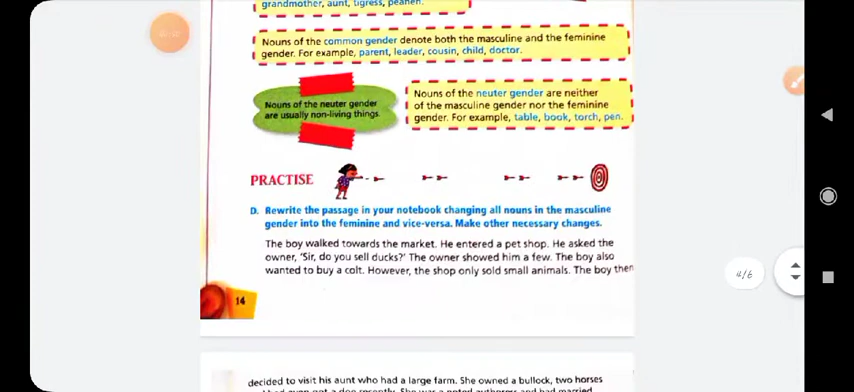 grandmother, aunt, tigress, peahen.
Nouns of the common gender denote both the masculine and the feminine
gender. For example, parent, leader, cousin, child, doctor.
Nouns of the neuter gender
are usually non-living things.
Nouns of the neuter gender are neither
of the masculine gender nor the feminine
gender. For example, table, book, torch, pen.
PRACTISE
D. Rewrite the passage in your notebook changing all nouns in the masculine
gender into the feminine and vice-versa. Make other necessary changes.
The boy walked towards the market. He entered a pet shop. He asked the
owner, 'Sir, do you sell ducks?' The owner showed him a few. The boy also
wanted to buy a colt. However, the shop only sold small animals. The boy then
14
4/6
decided to visit his aunt who had a large farm. She owned a bullock, two horses